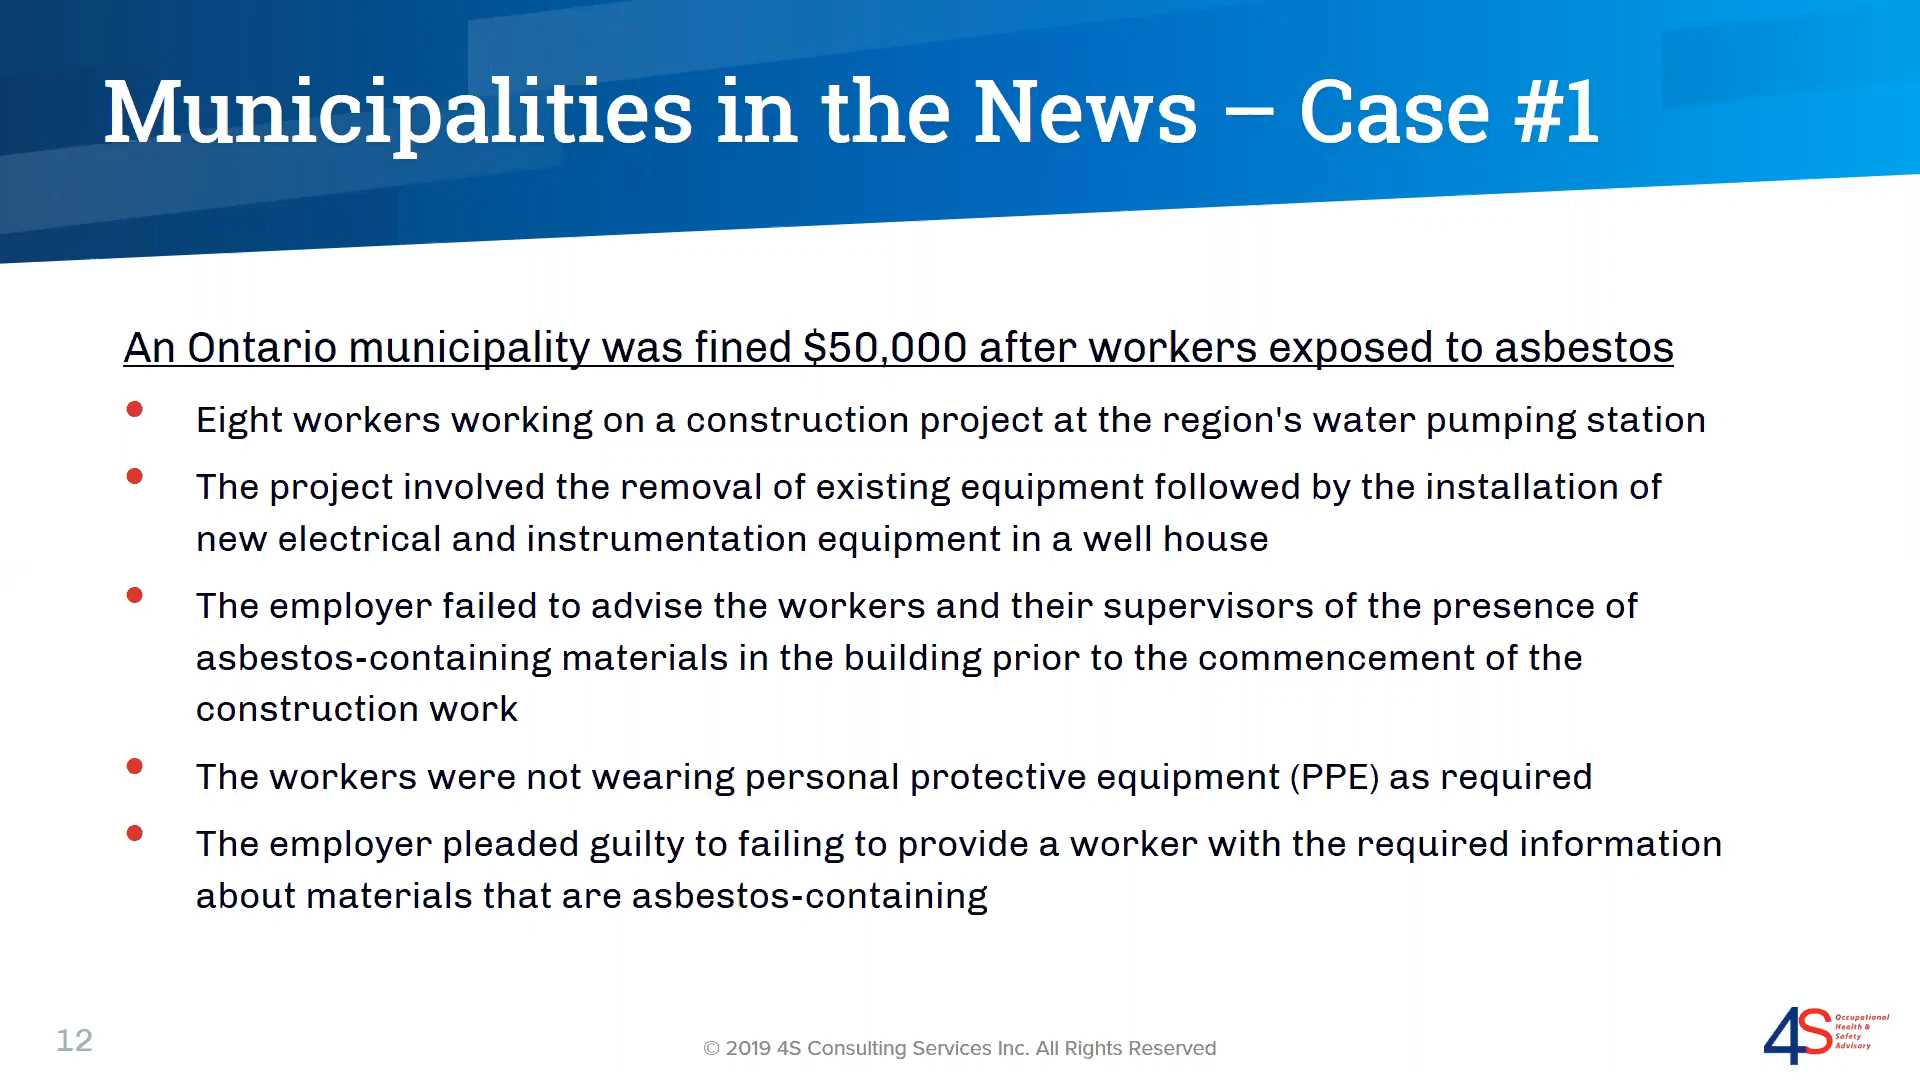 Municipalities in the News – Case #1
An Ontario municipality was fined $50,000 after workers exposed to asbestos
• Eight workers working on a construction project at the region's water pumping station
• The project involved the removal of existing equipment followed by the installation of
new electrical and instrumentation equipment in a well house
• The employer failed to advise the workers and their supervisors of the presence of
asbestos-containing materials in the building prior to the commencement of the
construction work
• The workers were not wearing personal protective equipment (PPE) as required
• The employer pleaded guilty to failing to provide a worker with the required information
about materials that are asbestos-containing
12
© 2019 4S Consulting Services Inc. All Rights Reserved
4S
Occupational
Health &
Safety
Advisory